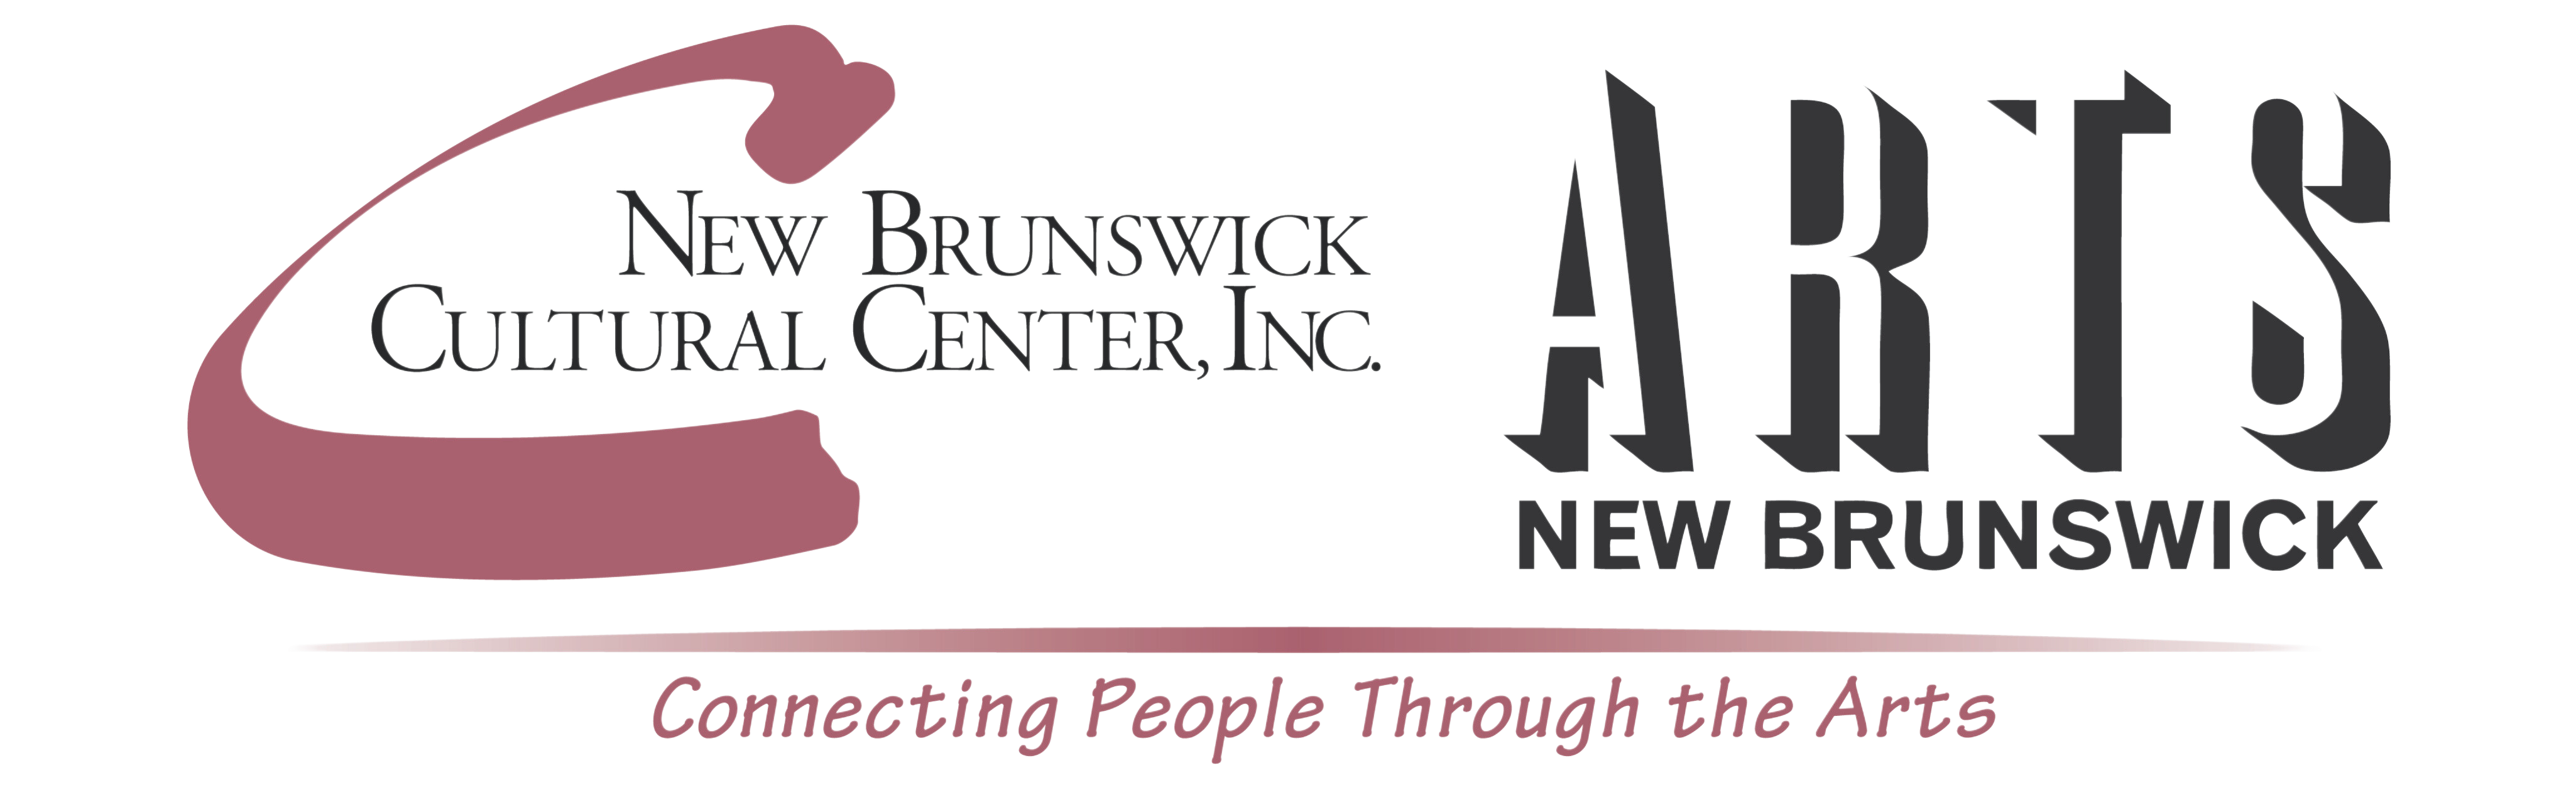 NEW BRUNSWICK
CULTURAL CENTER, INC.
ARTS
NEW BRUNSWICK
Connecting People Through the Arts